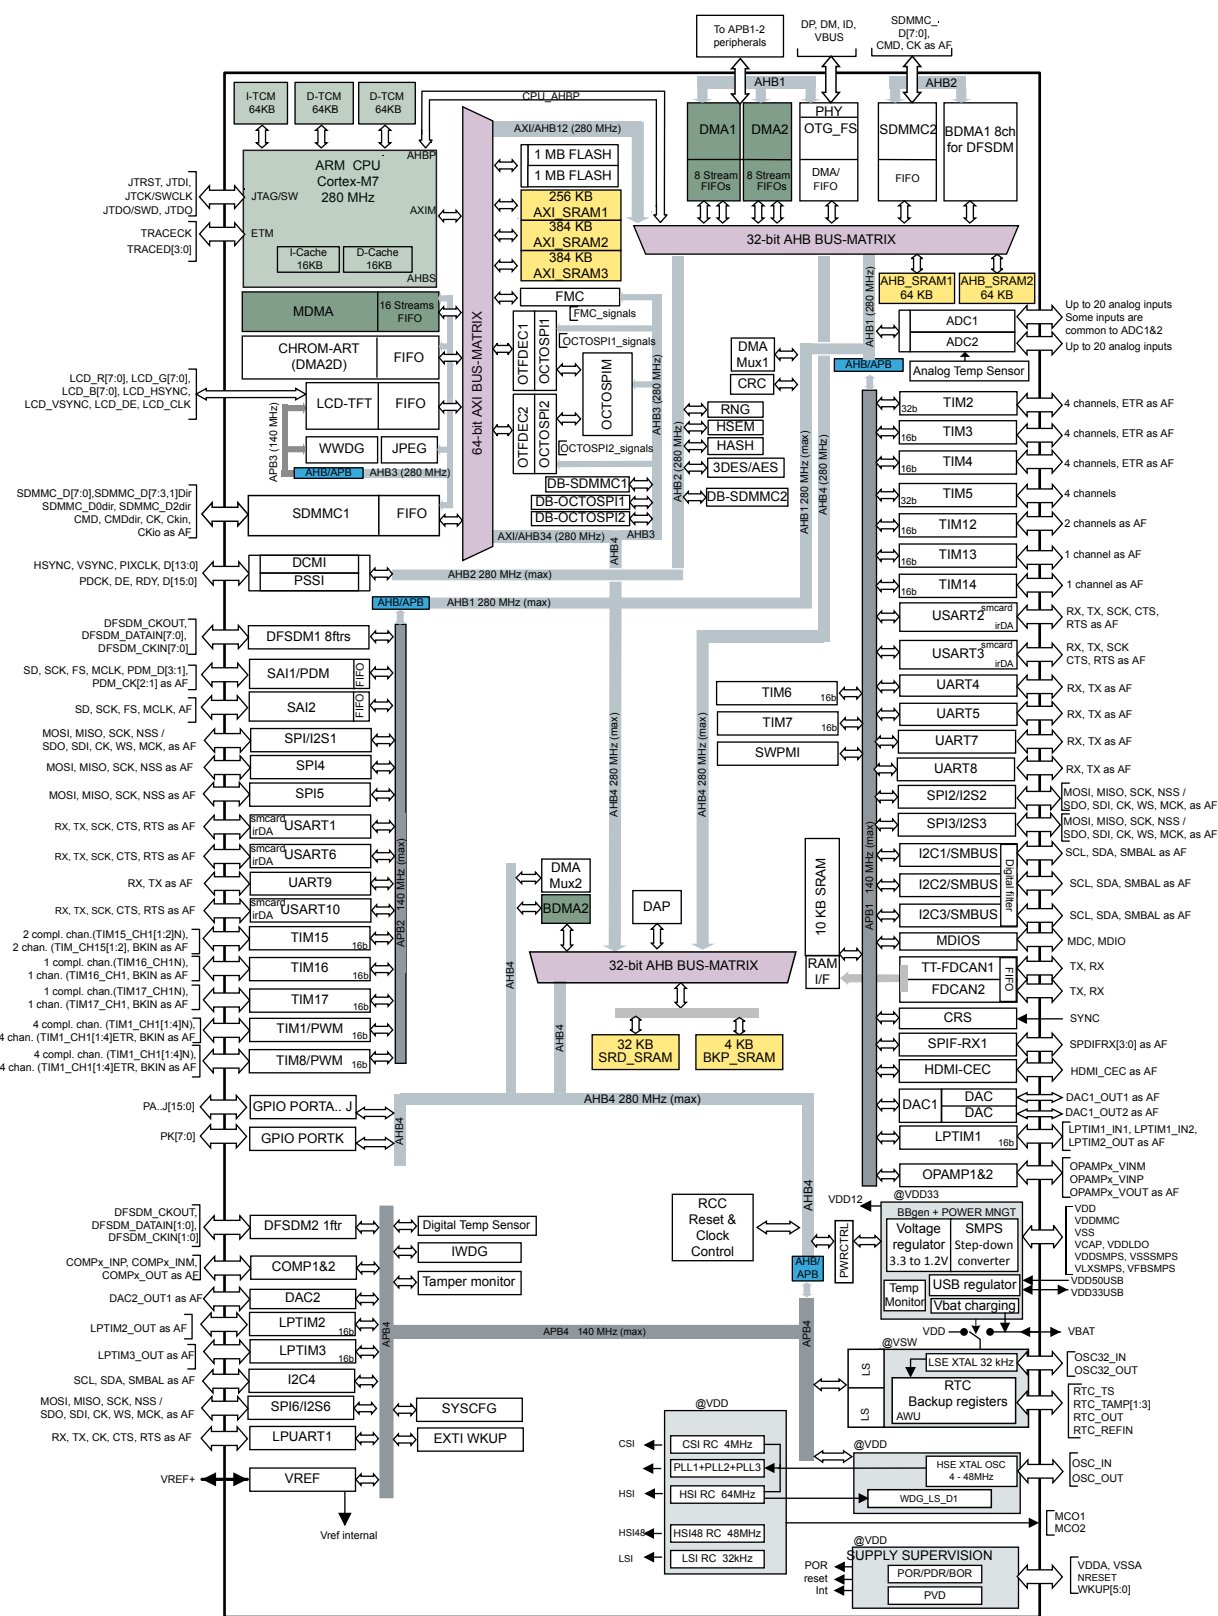 To APB1-2
peripherals
DP, DM, ID,
VBUS
SDMMC_
D[7:0],
CMD, CK as AF
AHB1
AHB2
CPU_AHBP
I-TCM
64KB
D-TCM
64KB
D-TCM
64KB
AHBP
ARM CPU
Cortex-M7
280 MHz
JTAG/SW
AXIM
ETM
I-Cache
16KB
D-Cache
16KB
AHBS
JTRST, JTDI,
JTCK/SWCLK
JTDO/SWD, JTDO
TRACECK
TRACED[3:0]
MDMA
16 Streams
FIFO
CHROM-ART
(DMA2D)
FIFO
LCD_R[7:0], LCD_G[7:0],
LCD_B[7:0], LCD_HSYNC,
LCD_VSYNC, LCD_DE, LCD_CLK
LCD-TFT
FIFO
APB3 (140 MHz)
WWDG
JPEG
AHB/APB
AHB3 (280 MHz)
SDMMC_D[7:0],SDMMC_D[7:3,1]Dir
SDMMC_D0dir, SDMMC_D2dir
CMD, CMDdir, CK, Ckin,
CKio as AF
SDMMC1
FIFO
64-bit AXI BUS-MATRIX
AXI/AHB12 (280 MHz)
1 MB FLASH
1 MB FLASH
256 KB
AXI_SRAM1
384 KB
AXI_SRAM2
384 KB
AXI_SRAM3
FMC
FMC_signals
OTFDEC1
OCTOSPI1
OCTOSPI1_signals
OCTOSPIM
OTFDEC2
OCTOSPI2
OCTOSPI2_signals
AHB3 (280 MHz)
DB-SDMMC1
DB-OCTOSPI1
DB-OCTOSPI2
AXI/AHB34 (280 MHz)
AHB4
AHB3
DMA1
8 Stream
FIFOs
DMA2
8 Stream
FIFOs
PHY
OTG_FS
DMA/
FIFO
SDMMC2
FIFO
BDMA1 8ch
for DFSDM
32-bit AHB BUS-MATRIX
AHB_SRAM1
64 KB
AHB_SRAM2
64 KB
AHB1 (280 MHz)
ADC1
ADC2
Analog Temp Sensor
Up to 20 analog inputs
Some inputs are
common to ADC1&2
Up to 20 analog inputs
AHB/APB
DMA
Mux1
CRC
RNG
HSEM
HASH
3DES/AES
DB-SDMMC2
AHB2 (280 MHz)
AHB1 280 MHz (max)
AHB4 (280 MHz)
HSYNC, VSYNC, PIXCLK, D[13:0]
PDCK, DE, RDY, D[15:0]
DCMI
PSSI
AHB2 280 MHz (max)
AHB/APB
AHB1 280 MHz (max)
DFSDM_CKOUT,
DFSDM_DATAIN[7:0],
DFSDM_CKIN[7:0]
DFSDM1 8ftrs
SD, SCK, FS, MCLK, PDM_D[3:1],
PDM_CK[2:1] as AF
SAI1/PDM
FIFO
SD, SCK, FS, MCLK, AF
SAI2
FIFO
MOSI, MISO, SCK, NSS /
SDO, SDI, CK, WS, MCK, as AF
SPI/I2S1
MOSI, MISO, SCK, NSS as AF
SPI4
MOSI, MISO, SCK, NSS as AF
SPI5
RX, TX, SCK, CTS, RTS as AF
smcard
irDA
USART1
RX, TX, SCK, CTS, RTS as AF
smcard
irDA
USART6
RX, TX as AF
UART9
RX, TX, SCK, CTS, RTS as AF
smcard
irDA
USART10
2 compl. chan.(TIM15_CH1[1:2]N),
2 chan. (TIM_CH15[1:2], BKIN as AF
TIM15
16b
1 compl. chan.(TIM16_CH1N),
1 chan. (TIM16_CH1, BKIN as AF
TIM16
16b
1 compl. chan.(TIM17_CH1N),
1 chan. (TIM17_CH1, BKIN as AF
TIM17
16b
4 compl. chan. (TIM1_CH1[1:4]N),
4 chan. (TIM1_CH1[1:4]ETR, BKIN as AF
TIM1/PWM
16b
4 compl. chan. (TIM1_CH1[1:4]N),
4 chan. (TIM1_CH1[1:4]ETR, BKIN as AF
TIM8/PWM
16b
APB2 140 MHz (max)
AHB4 280 MHz (max)
AHB4 280 MHz (max)
TIM6
16b
TIM7
16b
SWPMI
10 KB SRAM
RAM
I/F
APB1 140 MHz (max)
TIM2
32b
4 channels, ETR as AF
TIM3
16b
4 channels, ETR as AF
TIM4
16b
4 channels, ETR as AF
TIM5
32b
4 channels
TIM12
16b
2 channels as AF
TIM13
16b
1 channel as AF
TIM14
16b
1 channel as AF
USART2
smcard
irDA
RX, TX, SCK, CTS,
RTS as AF
USART3
smcard
irDA
RX, TX, SCK
CTS, RTS as AF
UART4
RX, TX as AF
UART5
RX, TX as AF
UART7
RX, TX as AF
UART8
RX, TX as AF
SPI2/I2S2
MOSI, MISO, SCK, NSS /
SDO, SDI, CK, WS, MCK, as AF
SPI3/I2S3
MOSI, MISO, SCK, NSS /
SDO, SDI, CK, WS, MCK, as AF
I2C1/SMBUS
SCL, SDA, SMBAL as AF
I2C2/SMBUS
SCL, SDA, SMBAL as AF
I2C3/SMBUS
SCL, SDA, SMBAL as AF
Digital filter
MDIOS
MDC, MDIO
TT-FDCAN1
TX, RX
FDCAN2
TX, RX
FIFO
CRS
SYNC
SPIF-RX1
SPDIFRX[3:0] as AF
HDMI-CEC
HDMI_CEC as AF
DAC1
DAC
DAC
DAC1_OUT1 as AF
DAC1_OUT2 as AF
LPTIM1
16b
LPTIM1_IN1, LPTIM1_IN2,
LPTIM2_OUT as AF
OPAMP1&2
OPAMPx_VINM
OPAMPx_VINP
OPAMPx_VOUT as AF
DMA
Mux2
BDMA2
DAP
32-bit AHB BUS-MATRIX
AHB4
AHB4
32 KB
SRD_SRAM
4 KB
BKP_SRAM
AHB4 280 MHz (max)
PA..J[15:0]
GPIO PORTA.. J
PK[7:0]
GPIO PORTK
AHB4
AHB4
DFSDM_CKOUT,
DFSDM_DATAIN[1:0],
DFSDM_CKIN[1:0]
DFSDM2 1ftr
COMPx_INP, COMPx_INM,
COMPx_OUT as AF
COMP1&2
DAC2_OUT1 as AF
DAC2
LPTIM2_OUT as AF
LPTIM2
16b
LPTIM3_OUT as AF
LPTIM3
16b
SCL, SDA, SMBAL as AF
I2C4
MOSI, MISO, SCK, NSS /
SDO, SDI, CK, WS, MCK, as AF
SPI6/I2S6
RX, TX, CK, CTS, RTS as AF
LPUART1
VREF+
VREF
Vref internal
Digital Temp Sensor
IWDG
Tamper monitor
APB4
APB4 140 MHz (max)
APB4
SYSCFG
EXTI WKUP
RCC
Reset &
Clock
Control
AHB/
APB
PWRCTRL
VDD12
@VDD33
BBgen + POWER MNGT
Voltage
regulator
3.3 to 1.2V
SMPS
Step-down
converter
Temp
Monitor
USB regulator
Vbat charging
VDD
VDDMMC
VSS
VCAP, VDDLDO
VDDSMPS, VSSSMPS
VLXSMPS, VFBSMPS
VDD50USB
VDD33USB
VDD
VBAT
@VSW
LS
LS
LSE XTAL 32 kHz
RTC
Backup registers
AWU
OSC32_IN
OSC32_OUT
RTC_TS
RTC_TAMP[1:3]
RTC_OUT
RTC_REFIN
@VDD
CSI
CSI RC 4MHz
PLL1+PLL2+PLL3
HSI
HSI RC 64MHz
HSI48
HSI48 RC 48MHz
LSI
LSI RC 32kHz
@VDD
HSE XTAL OSC
4 - 48MHz
WDG_LS_D1
OSC_IN
OSC_OUT
MCO1
MCO2
@VDD
SUPPLY SUPERVISION
POR
reset
Int
POR/PDR/BOR
PVD
VDDA, VSSA
NRESET
WKUP[5:0]